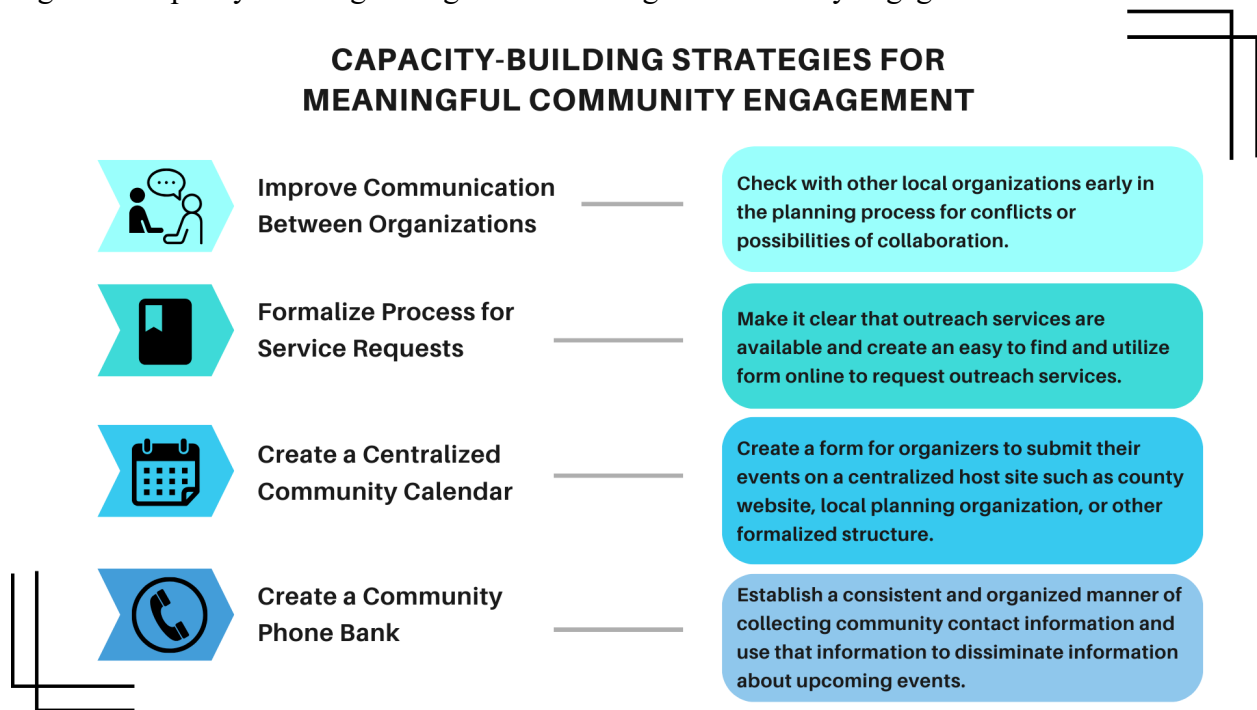 CAPACITY-BUILDING STRATEGIES FOR
MEANINGFUL COMMUNITY ENGAGEMENT
Improve Communication
Between Organizations
Check with other local organizations early in
the planning process for conflicts or
possibilities of collaboration.
Formalize Process for
Service Requests
Make it clear that outreach services are
available and create an easy to find and utilize
form online to request outreach services.
Create a Centralized
Community Calendar
Create a form for organizers to submit their
events on a centralized host site such as county
website, local planning organization, or other
formalized structure.
Create a Community
Phone Bank
Establish a consistent and organized manner of
collecting community contact information and
use that information to dissiminate information
about upcoming events.